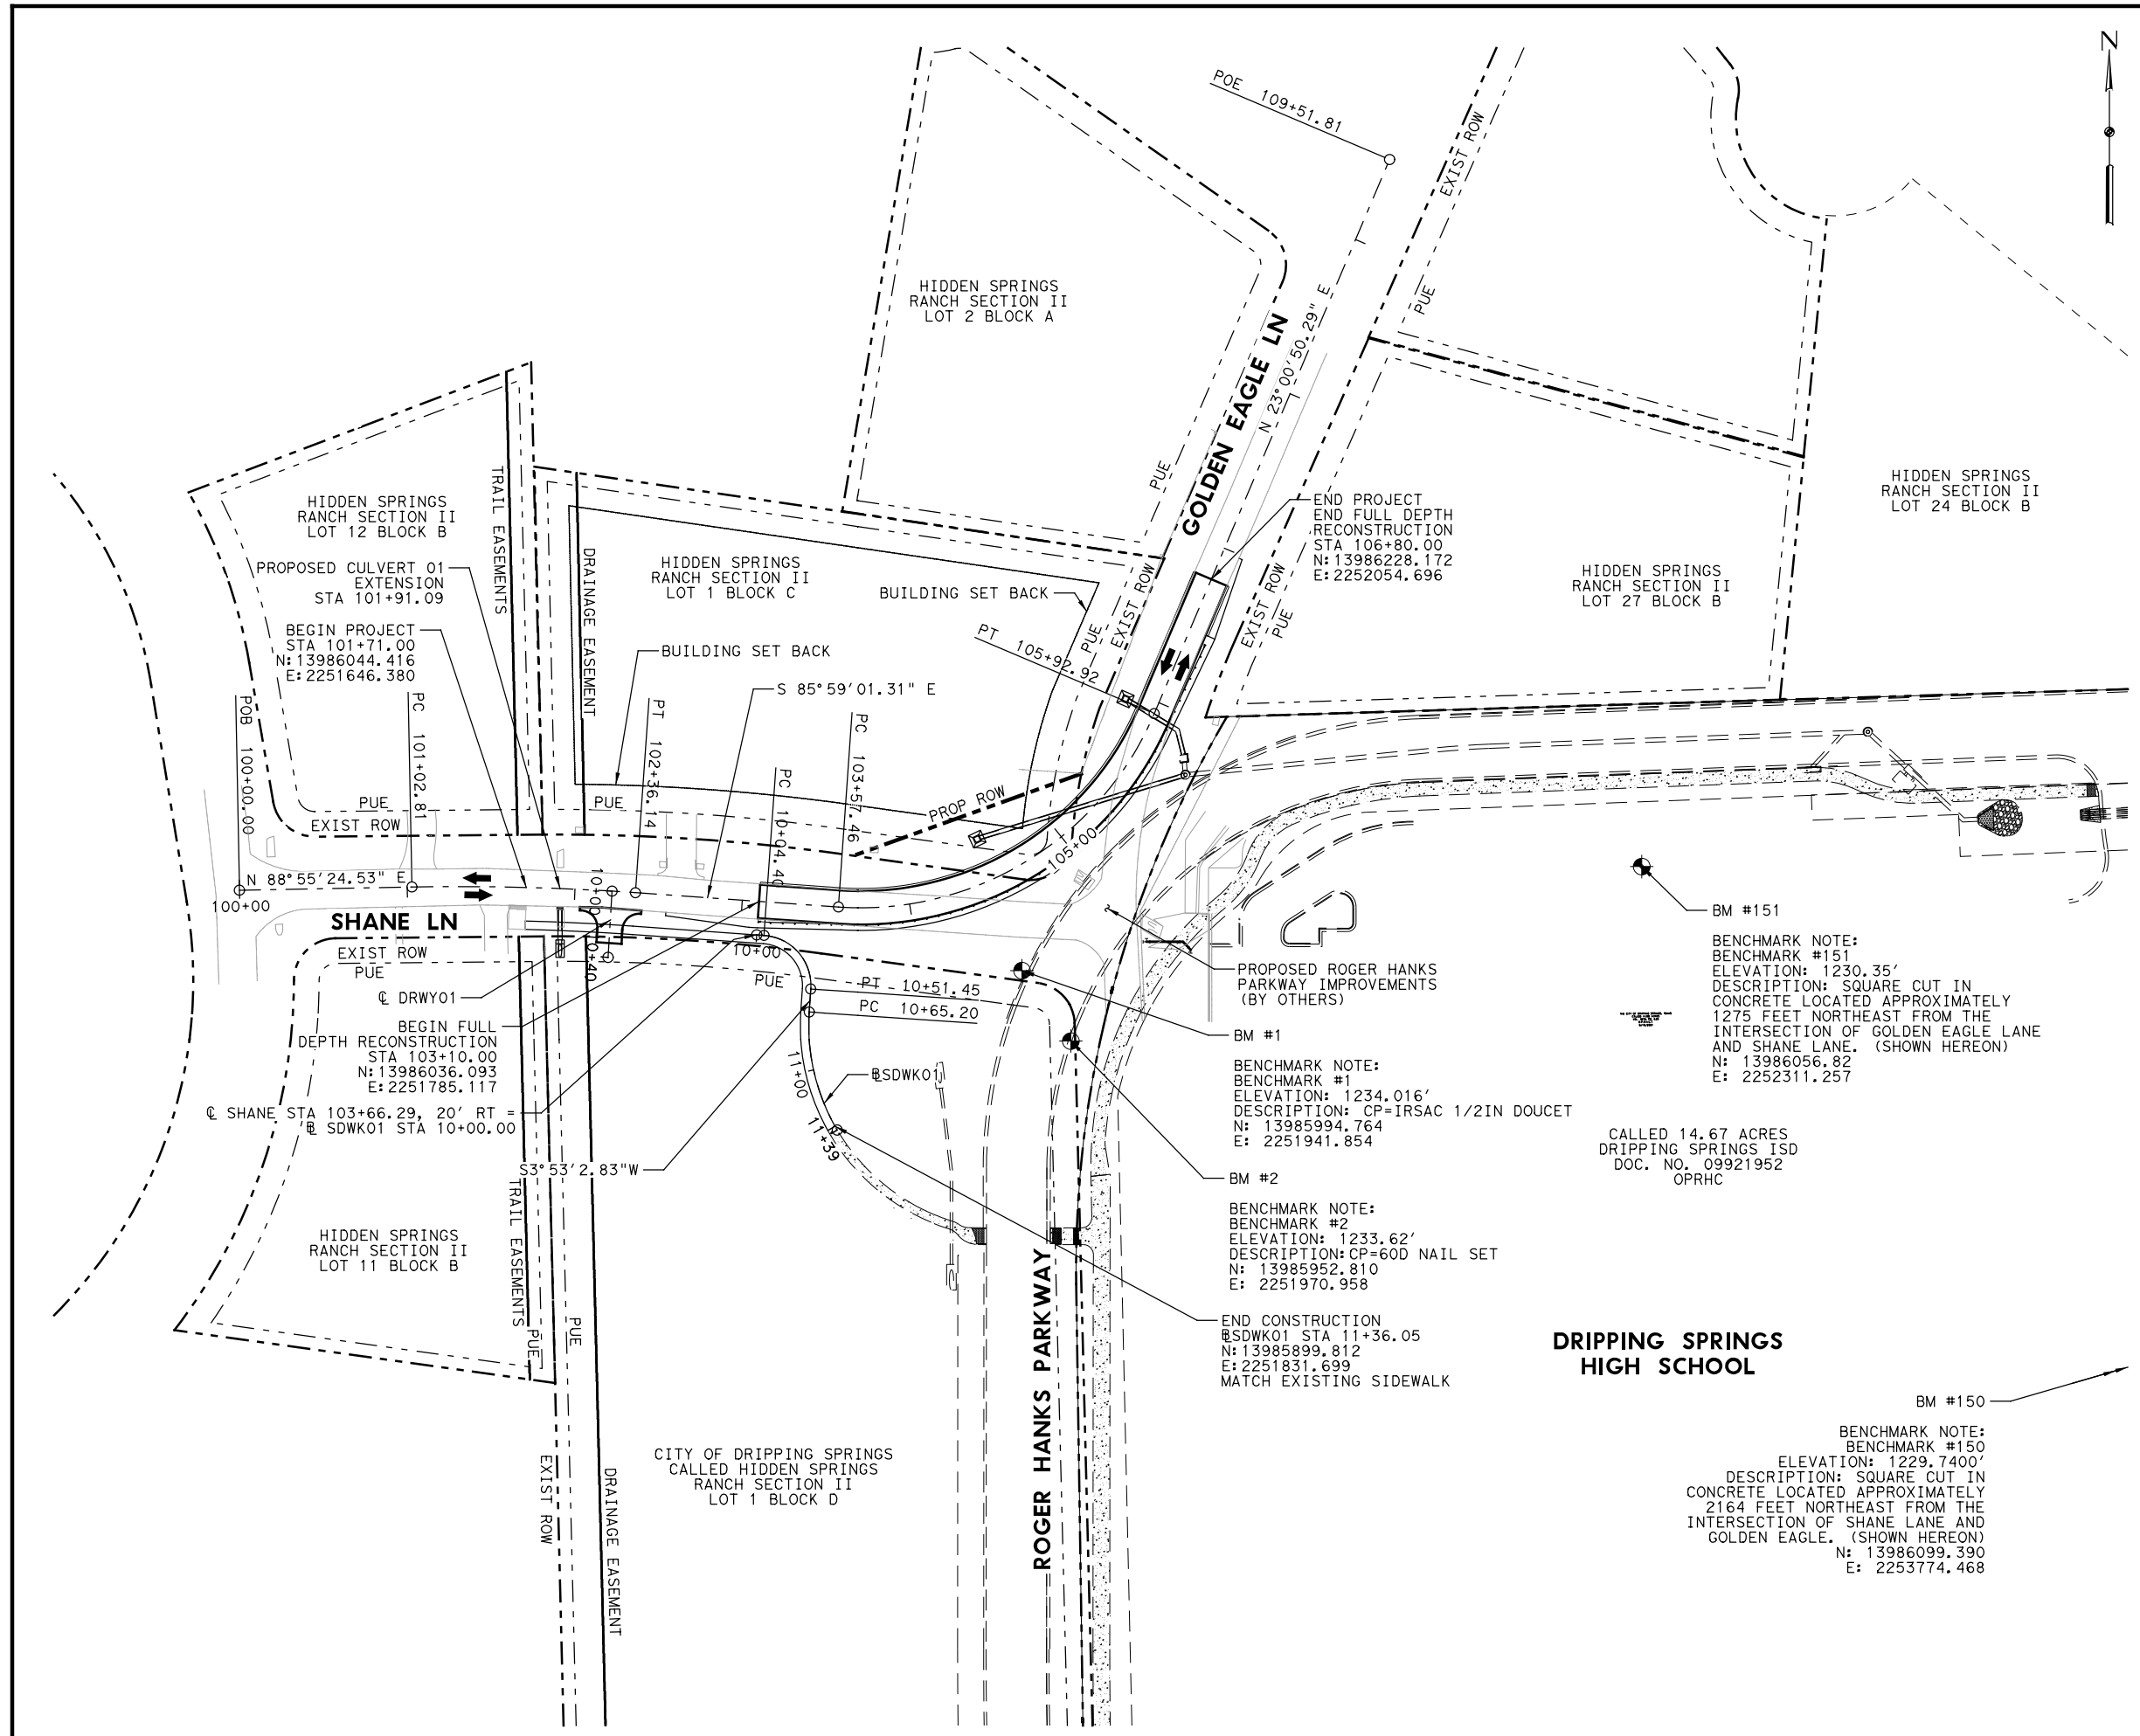 N
POE 109+51.81
EXIST ROW
PUE
HIDDEN SPRINGS
RANCH SECTION II
LOT 2 BLOCK A
N 23°00'50.29" E
GOLDEN EAGLE LN
PUE
HIDDEN SPRINGS
RANCH SECTION II
LOT 24 BLOCK B
HIDDEN SPRINGS
RANCH SECTION II
LOT 12 BLOCK B
TRAIL EASEMENTS
END PROJECT
END FULL DEPTH
RECONSTRUCTION
STA 106+80.00
N:13986228.172
E:2252054.696
HIDDEN SPRINGS
RANCH SECTION II
LOT 27 BLOCK B
PROPOSED CULVERT 01
EXTENSION
STA 101+91.09
DRAINAGE EASEMENT
HIDDEN SPRINGS
RANCH SECTION II
LOT 1 BLOCK C
BUILDING SET BACK
EXIST ROW
PUE
EXIST ROW
PUE
BEGIN PROJECT
STA 101+71.00
N:13986044.416
E:2251646.380
BUILDING SET BACK
PT 105+92.92
S 85°59'01.31" E
POB 100+00.00
PC 101+02.81
PT 102+36.14
PC 10+04.40
PC 103+57.46
PUE
EXIST ROW
PUE
PROP ROW
105+00
N 88°55'24.53" E
100+00
10+00
SHANE LN
EXIST ROW
PUE
10+40
10+00
PUE
PT 10+51.45
PC 10+65.20
℄ DRWY01
BEGIN FULL
DEPTH RECONSTRUCTION
STA 103+10.00
N:13986036.093
E:2251785.117
℄ SHANE STA 103+66.29, 20' RT =
BL SDWK01 STA 10+00.00
S3°53'2.83"W
11+00
BLSDWK01
11+39
PROPOSED ROGER HANKS
PARKWAY IMPROVEMENTS
(BY OTHERS)
BM #1
BENCHMARK NOTE:
BENCHMARK #1
ELEVATION: 1234.016'
DESCRIPTION: CP=IRSAC 1/2IN DOUCET
N: 13985994.764
E: 2251941.854
BM #2
BENCHMARK NOTE:
BENCHMARK #2
ELEVATION: 1233.62'
DESCRIPTION:CP=60D NAIL SET
N: 13985952.810
E: 2251970.958
END CONSTRUCTION
BLSDWK01 STA 11+36.05
N:13985899.812
E:2251831.699
MATCH EXISTING SIDEWALK
BM #151
BENCHMARK NOTE:
BENCHMARK #151
ELEVATION: 1230.35'
DESCRIPTION: SQUARE CUT IN
CONCRETE LOCATED APPROXIMATELY
1275 FEET NORTHEAST FROM THE
INTERSECTION OF GOLDEN EAGLE LANE
AND SHANE LANE. (SHOWN HEREON)
N: 13986056.82
E: 2252311.257
CALLED 14.67 ACRES
DRIPPING SPRINGS ISD
DOC. NO. 09921952
OPRHC
TRAIL EASEMENTS
HIDDEN SPRINGS
RANCH SECTION II
LOT 11 BLOCK B
PUE
PUE
EXIST ROW
DRAINAGE EASEMENT
CITY OF DRIPPING SPRINGS
CALLED HIDDEN SPRINGS
RANCH SECTION II
LOT 1 BLOCK D
ROGER HANKS PARKWAY
DRIPPING SPRINGS
HIGH SCHOOL
BM #150
BENCHMARK NOTE:
BENCHMARK #150
ELEVATION: 1229.7400'
DESCRIPTION: SQUARE CUT IN
CONCRETE LOCATED APPROXIMATELY
2164 FEET NORTHEAST FROM THE
INTERSECTION OF SHANE LANE AND
GOLDEN EAGLE. (SHOWN HEREON)
N: 13986099.390
E: 2253774.468